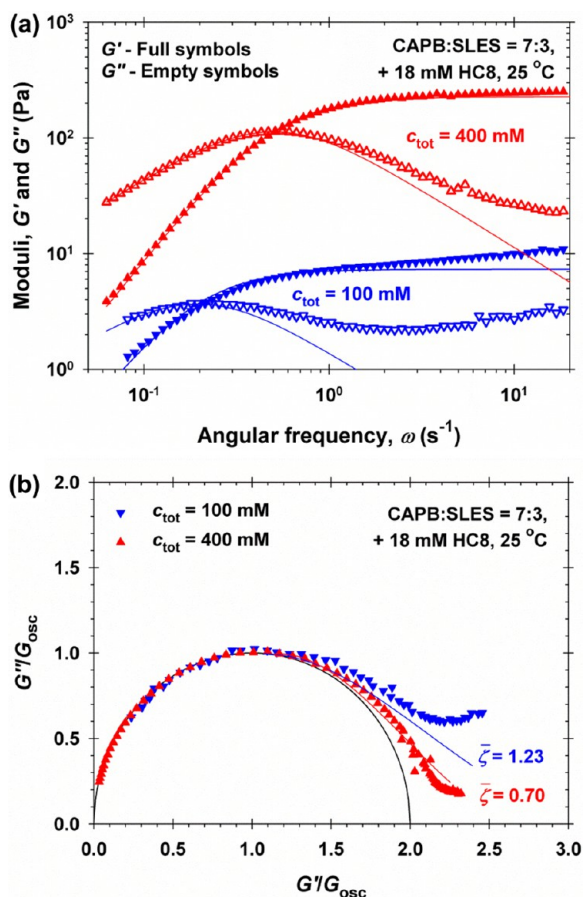 (a)
G' - Full symbols
G'' - Empty symbols
CAPB:SLES = 7:3,
+ 18 mM HC8, 25 °C
c_tot = 400 mM
c_tot = 100 mM
Moduli, G' and G'' (Pa)
10³
10²
10¹
10⁰
10⁻¹ 10⁰ 10¹
Angular frequency, ω (s⁻¹)
(b)
c_tot = 100 mM
c_tot = 400 mM
CAPB:SLES = 7:3,
+ 18 mM HC8, 25 °C
G''/G_osc
2.0
1.5
1.0
0.5
0.0
ζ̄ = 1.23
ζ̄ = 0.70
0.0 0.5 1.0 1.5 2.0 2.5 3.0
G'/G_osc